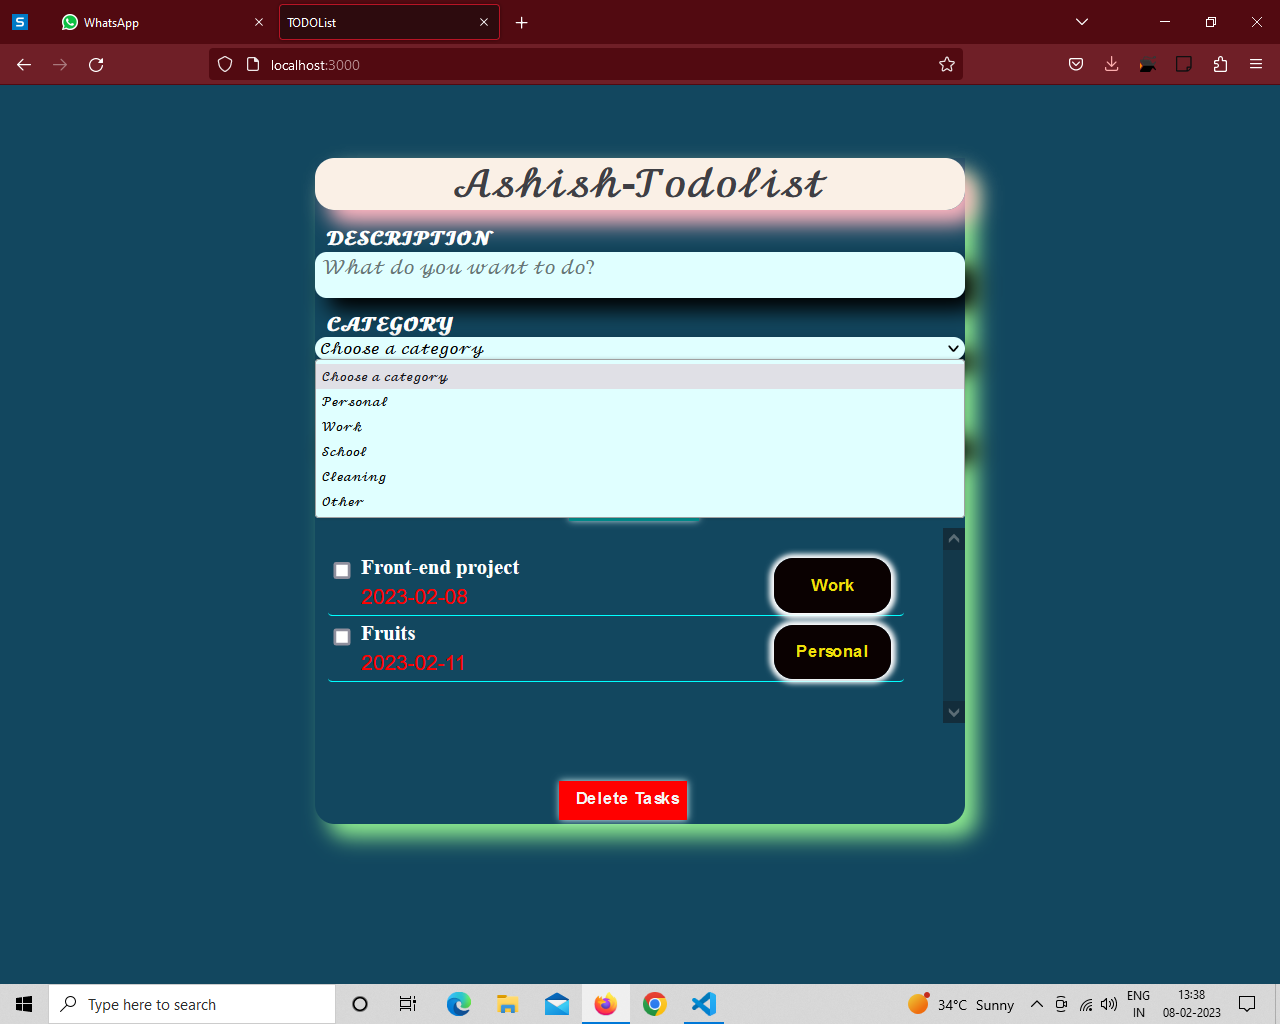 S
WhatsApp
TODOList
localhost:3000
Ashish-Todolist
DESCRIPTION
What do you want to do?
CATEGORY
Choose a category
Choose a category
Personal
Work
School
Cleaning
Other
Front-end project
2023-02-08
Work
Fruits
2023-02-11
Personal
Delete Tasks
Type here to search
34°C Sunny
ENG
IN
13:38
08-02-2023